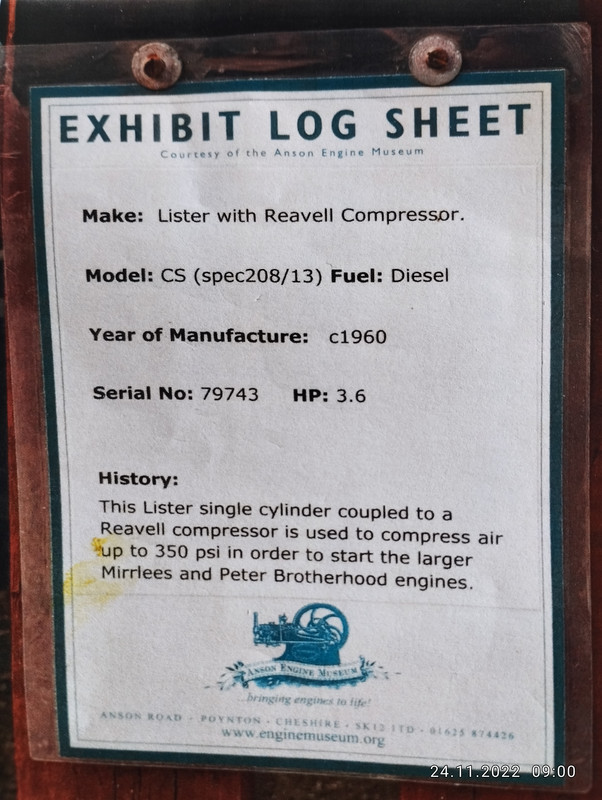 EXHIBIT LOG SHEET
Courtesy of the Anson Engine Museum
Make: Lister with Reavell Compressor.
Model: CS (spec208/13) Fuel: Diesel
Year of Manufacture: c1960
Serial No: 79743 HP: 3.6
History:
This Lister single cylinder coupled to a
Reavell compressor is used to compress air
up to 350 psi in order to start the larger
Mirrlees and Peter Brotherhood engines.
ANSON ENGINE MUSEUM
...bringing engines to life!
ANSON ROAD - POYNTON - CHESHIRE - SK12 1TD - 01625 874426
www.enginemuseum.org
24.11.2022 09:00